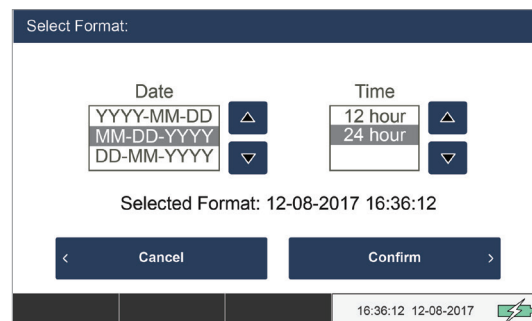 Select Format:
Date
YYYY-MM-DD
MM-DD-YYYY
DD-MM-YYYY
Time
12 hour
24 hour
Selected Format: 12-08-2017 16:36:12
Cancel
Confirm
16:36:12 12-08-2017